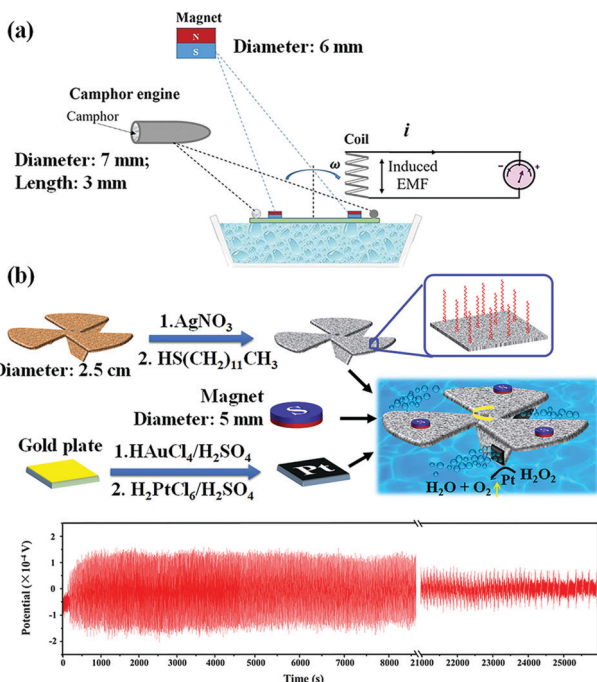 (a)
Magnet
N
S
Diameter: 6 mm
Camphor engine
Camphor
Diameter: 7 mm;
Length: 3 mm
ω
Coil
i
Induced
EMF
- +
(b)
1.AgNO₃
2. HS(CH₂)₁₁CH₃
Diameter: 2.5 cm
Magnet
Diameter: 5 mm
S
S
S
Gold plate
1.HAuCl₄/H₂SO₄
2. H₂PtCl₆/H₂SO₄
Pt
Pt H₂O₂
H₂O + O₂
Potential (×10⁻⁴ V)
2
1
0
-1
-2
0 1000 2000 3000 4000 5000 6000 7000 8000 21000 22000 23000 24000 25000
Time (s)